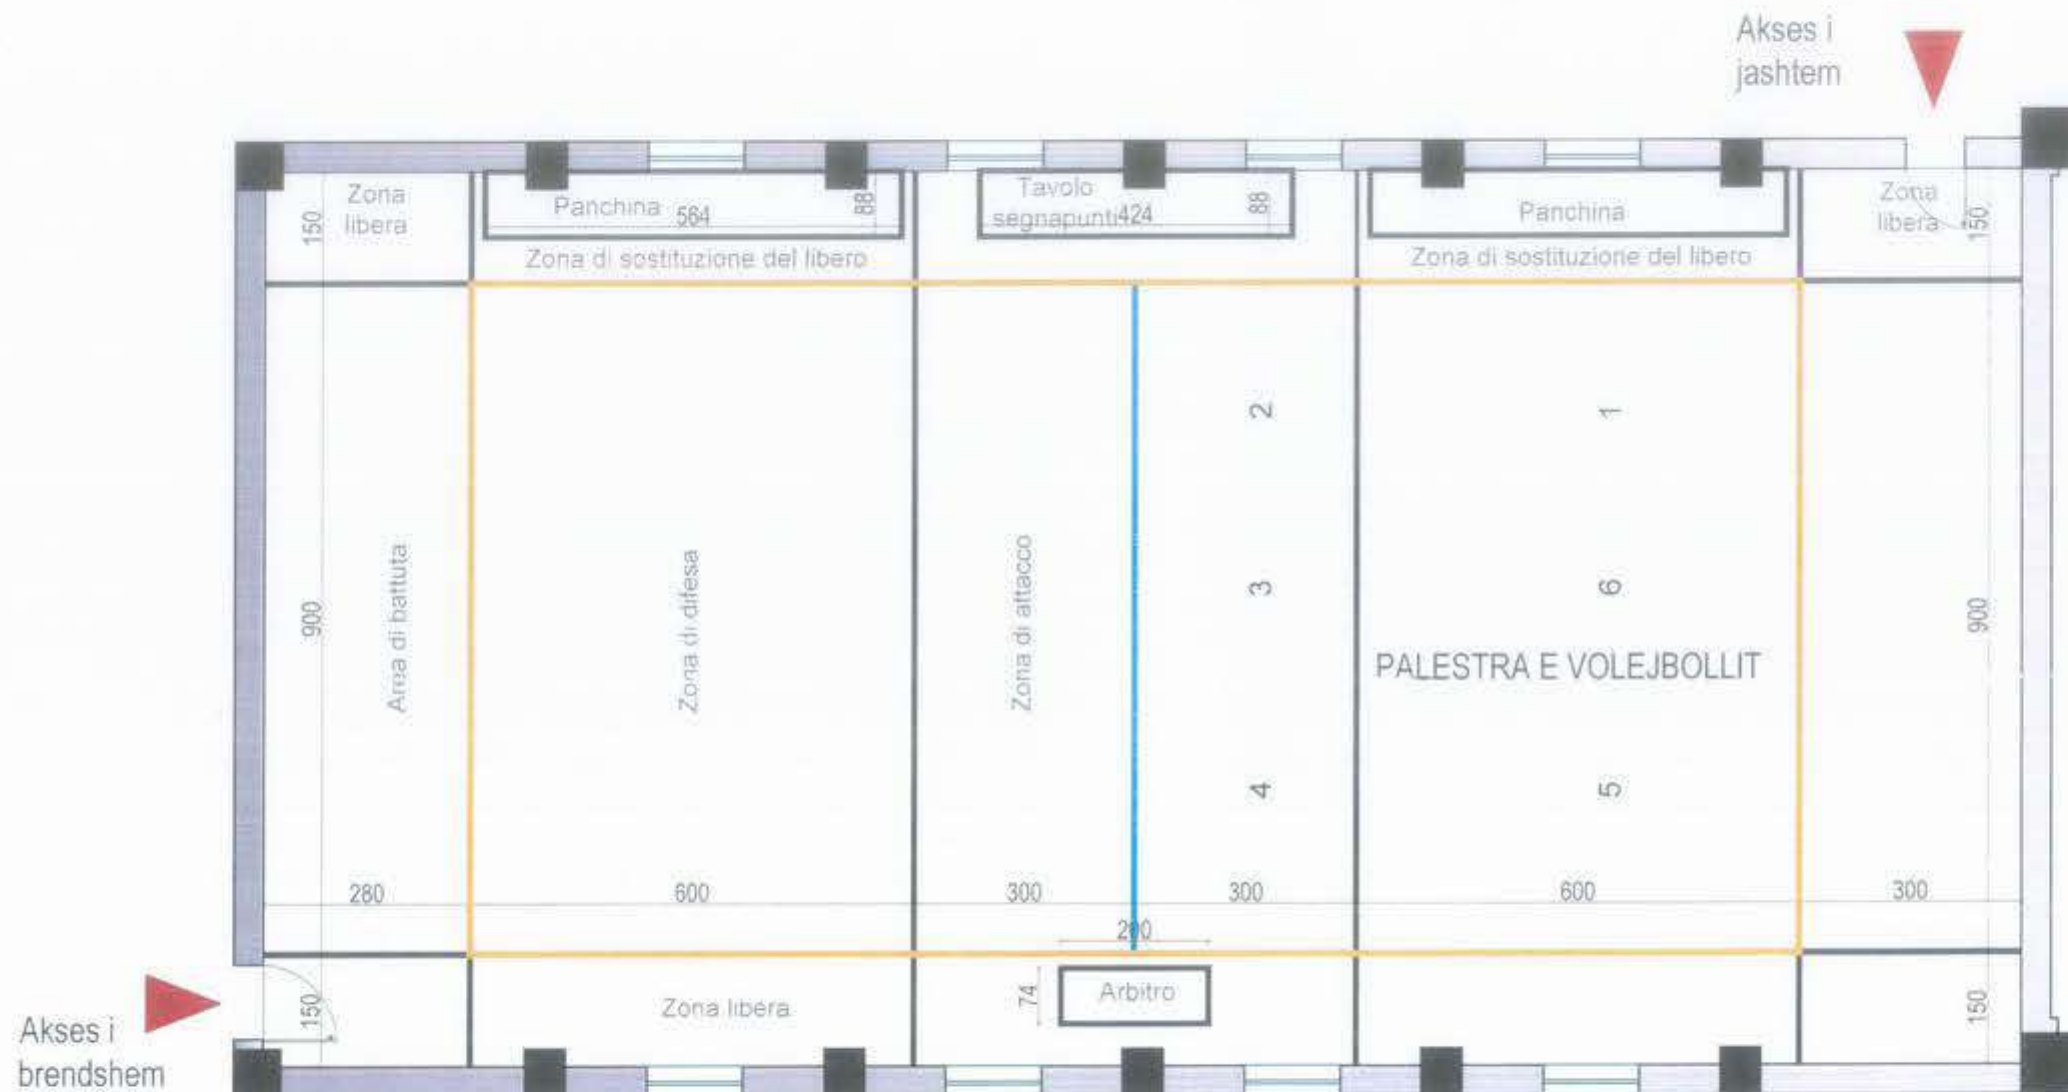 Akses i
jashtem
Zona
libera
150
Panchina
564
88
Zona di sostituzione del libero
Tavolo
segnapunti
424
88
Panchina
Zona di sostituzione del libero
Zona
libera
150
2
1
3
6
4
5
900
Area di battuta
Zona di difesa
Zona di attacco
PALESTRA E VOLEJBOLLIT
900
280
600
300
300
600
300
200
74
Arbitro
Zona libera
150
150
Akses i
brendshem